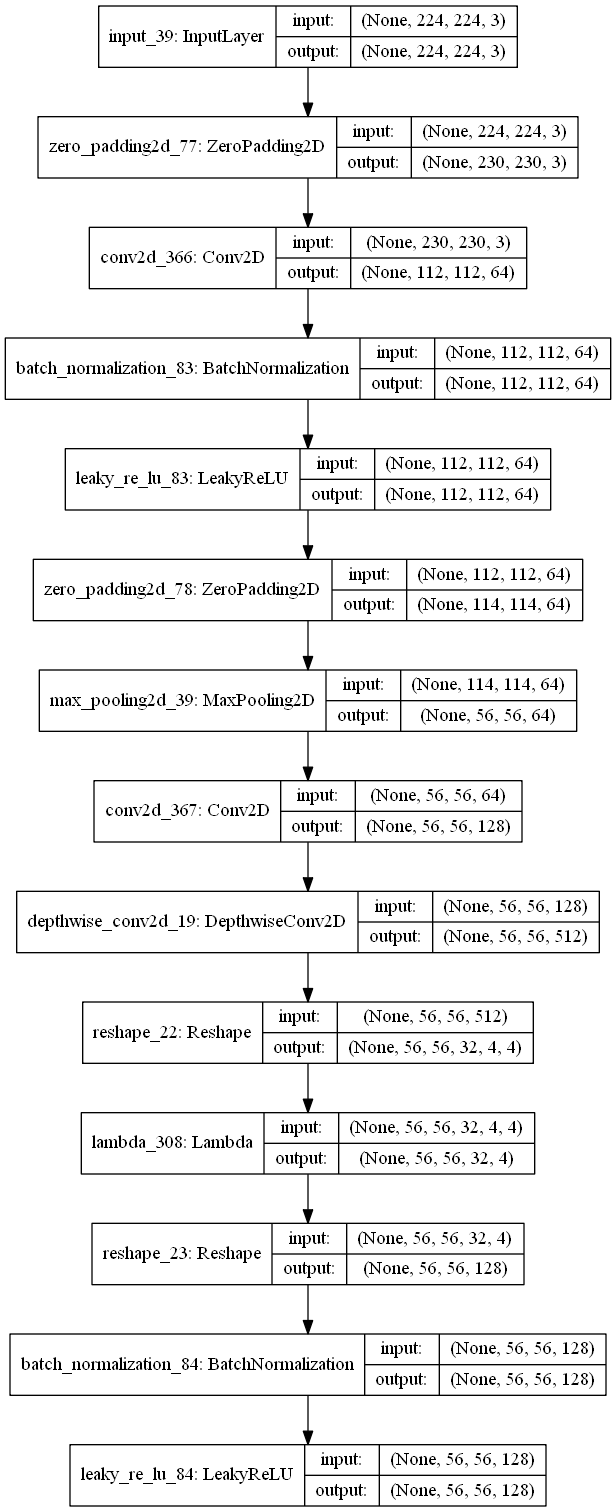 input_39: InputLayer
input: (None, 224, 224, 3)
output: (None, 224, 224, 3)
zero_padding2d_77: ZeroPadding2D
input: (None, 224, 224, 3)
output: (None, 230, 230, 3)
conv2d_366: Conv2D
input: (None, 230, 230, 3)
output: (None, 112, 112, 64)
batch_normalization_83: BatchNormalization
input: (None, 112, 112, 64)
output: (None, 112, 112, 64)
leaky_re_lu_83: LeakyReLU
input: (None, 112, 112, 64)
output: (None, 112, 112, 64)
zero_padding2d_78: ZeroPadding2D
input: (None, 112, 112, 64)
output: (None, 114, 114, 64)
max_pooling2d_39: MaxPooling2D
input: (None, 114, 114, 64)
output: (None, 56, 56, 64)
conv2d_367: Conv2D
input: (None, 56, 56, 64)
output: (None, 56, 56, 128)
depthwise_conv2d_19: DepthwiseConv2D
input: (None, 56, 56, 128)
output: (None, 56, 56, 512)
reshape_22: Reshape
input: (None, 56, 56, 512)
output: (None, 56, 56, 32, 4, 4)
lambda_308: Lambda
input: (None, 56, 56, 32, 4, 4)
output: (None, 56, 56, 32, 4)
reshape_23: Reshape
input: (None, 56, 56, 32, 4)
output: (None, 56, 56, 128)
batch_normalization_84: BatchNormalization
input: (None, 56, 56, 128)
output: (None, 56, 56, 128)
leaky_re_lu_84: LeakyReLU
input: (None, 56, 56, 128)
output: (None, 56, 56, 128)